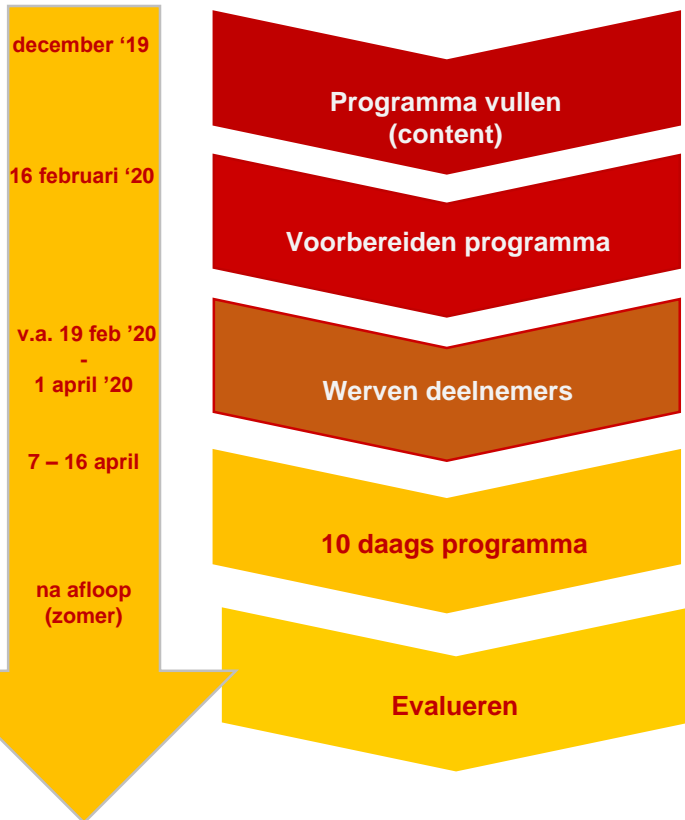 december ‘19
Programma vullen
(content)
16 februari ‘20
Voorbereiden programma
v.a. 19 feb ’20
-
1 april ’20
Werven deelnemers
7 – 16 april
10 daags programma
na afloop
(zomer)
Evalueren